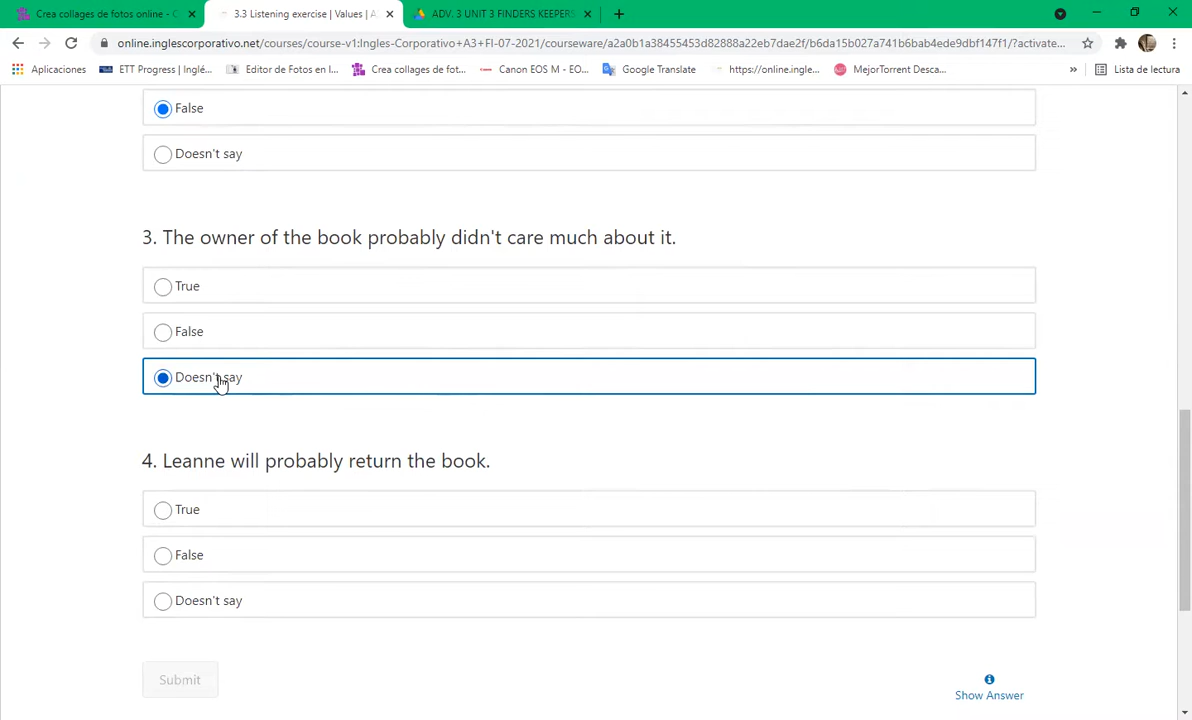 Crea collages de fotos online - C
3.3 Listening exercise | Values | A
ADV. 3 UNIT 3 FINDERS KEEPERS
online.inglescorporativo.net/courses/course-v1:Ingles-Corporativo+A3+FI-07-2021/courseware/a2a0b1a38455453d82888a22eb7dae2f/b6da15b027a741b6bab4ede9dbf147f1/?activate...
Aplicaciones
ETT Progress | Inglé...
Editor de Fotos en l...
Crea collages de fot...
Canon EOS M - EO...
Google Translate
https://online.ingle...
MejorTorrent Desca...
»
Lista de lectura
False
Doesn't say
3. The owner of the book probably didn't care much about it.
True
False
Doesn't say
4. Leanne will probably return the book.
True
False
Doesn't say
Submit
Show Answer